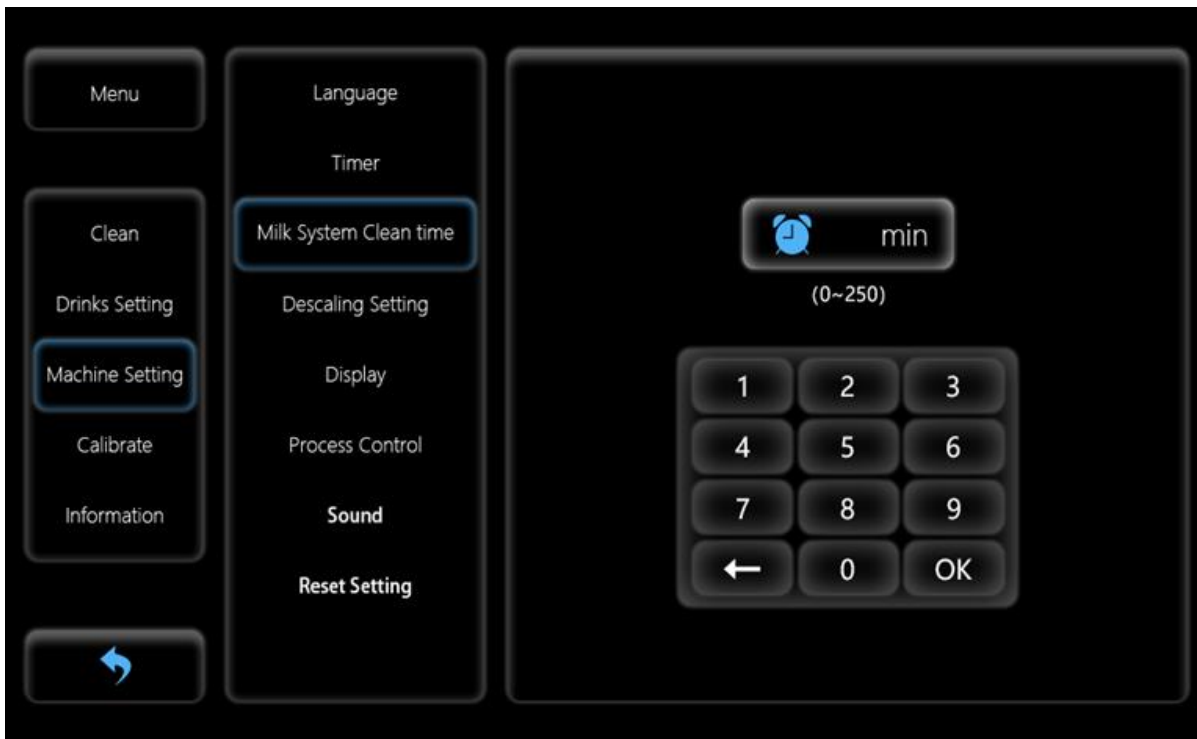 Menu
Clean
Drinks Setting
Machine Setting
Calibrate
Information
Language
Timer
Milk System Clean time
Descaling Setting
Display
Process Control
Sound
Reset Setting
min
(0~250)
1 2 3
4 5 6
7 8 9
← 0 OK